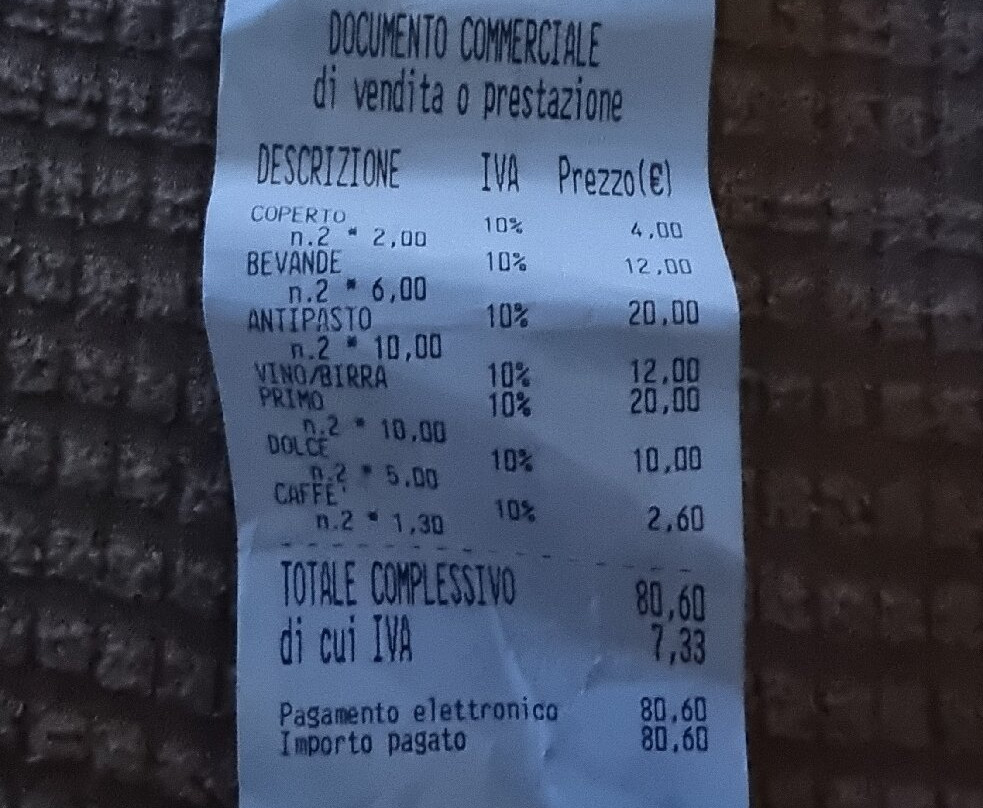 DOCUMENTO COMMERCIALE
di vendita o prestazione
DESCRIZIONE IVA Prezzo(€)
COPERTO 10% 4,00
n.2 * 2,00
BEVANDE 10% 12,00
n.2 * 6,00
ANTIPASTO 10% 20,00
n.2 * 10,00
VINO/BIRRA 10% 12,00
PRIMO 10% 20,00
n.2 * 10,00
DOLCE 10% 10,00
n.2 * 5,00
CAFFE' 10% 2,60
n.2 * 1,30
TOTALE COMPLESSIVO 80,60
di cui IVA 7,33
Pagamento elettronico 80,60
Importo pagato 80,60